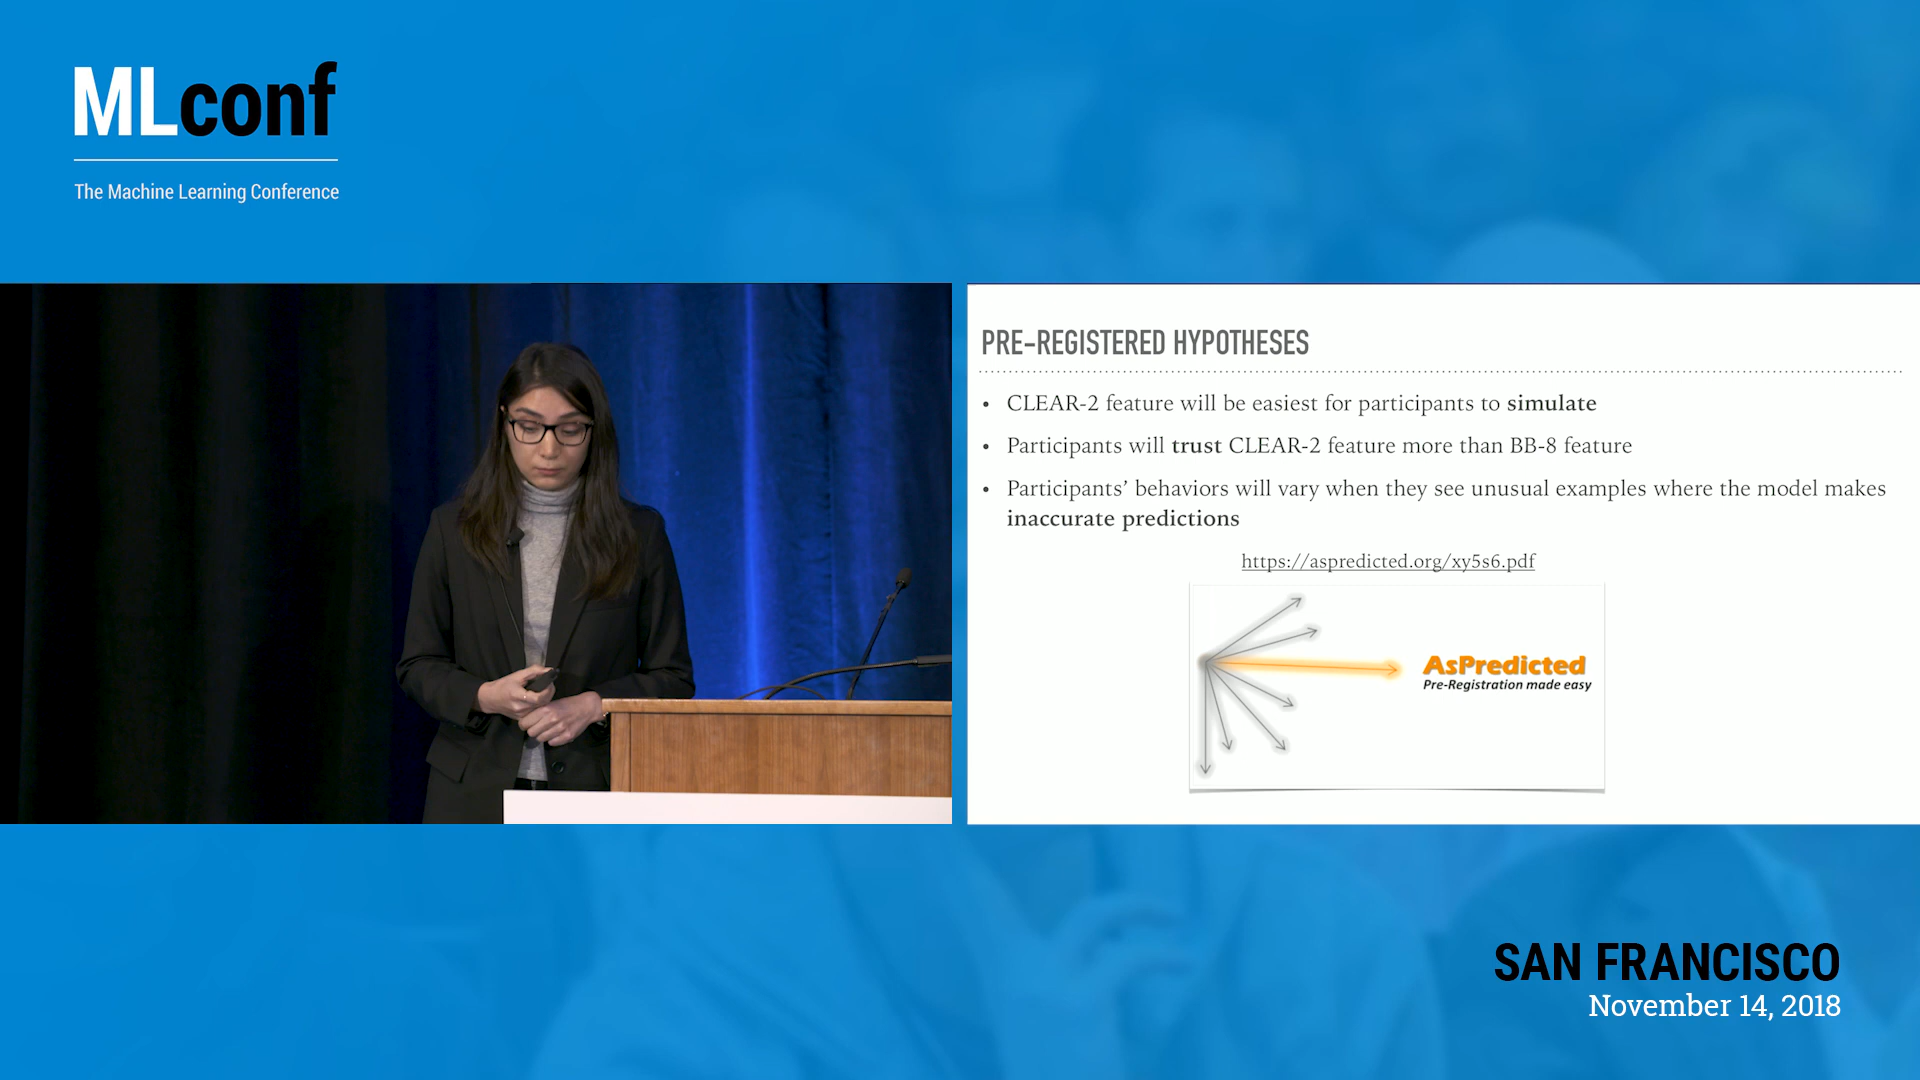 MLconf
The Machine Learning Conference
PRE-REGISTERED HYPOTHESES
• CLEAR-2 feature will be easiest for participants to simulate
• Participants will trust CLEAR-2 feature more than BB-8 feature
• Participants' behaviors will vary when they see unusual examples where the model makes
inaccurate predictions
https://aspredicted.org/xy5s6.pdf
AsPredicted
Pre-Registration made easy
SAN FRANCISCO
November 14, 2018